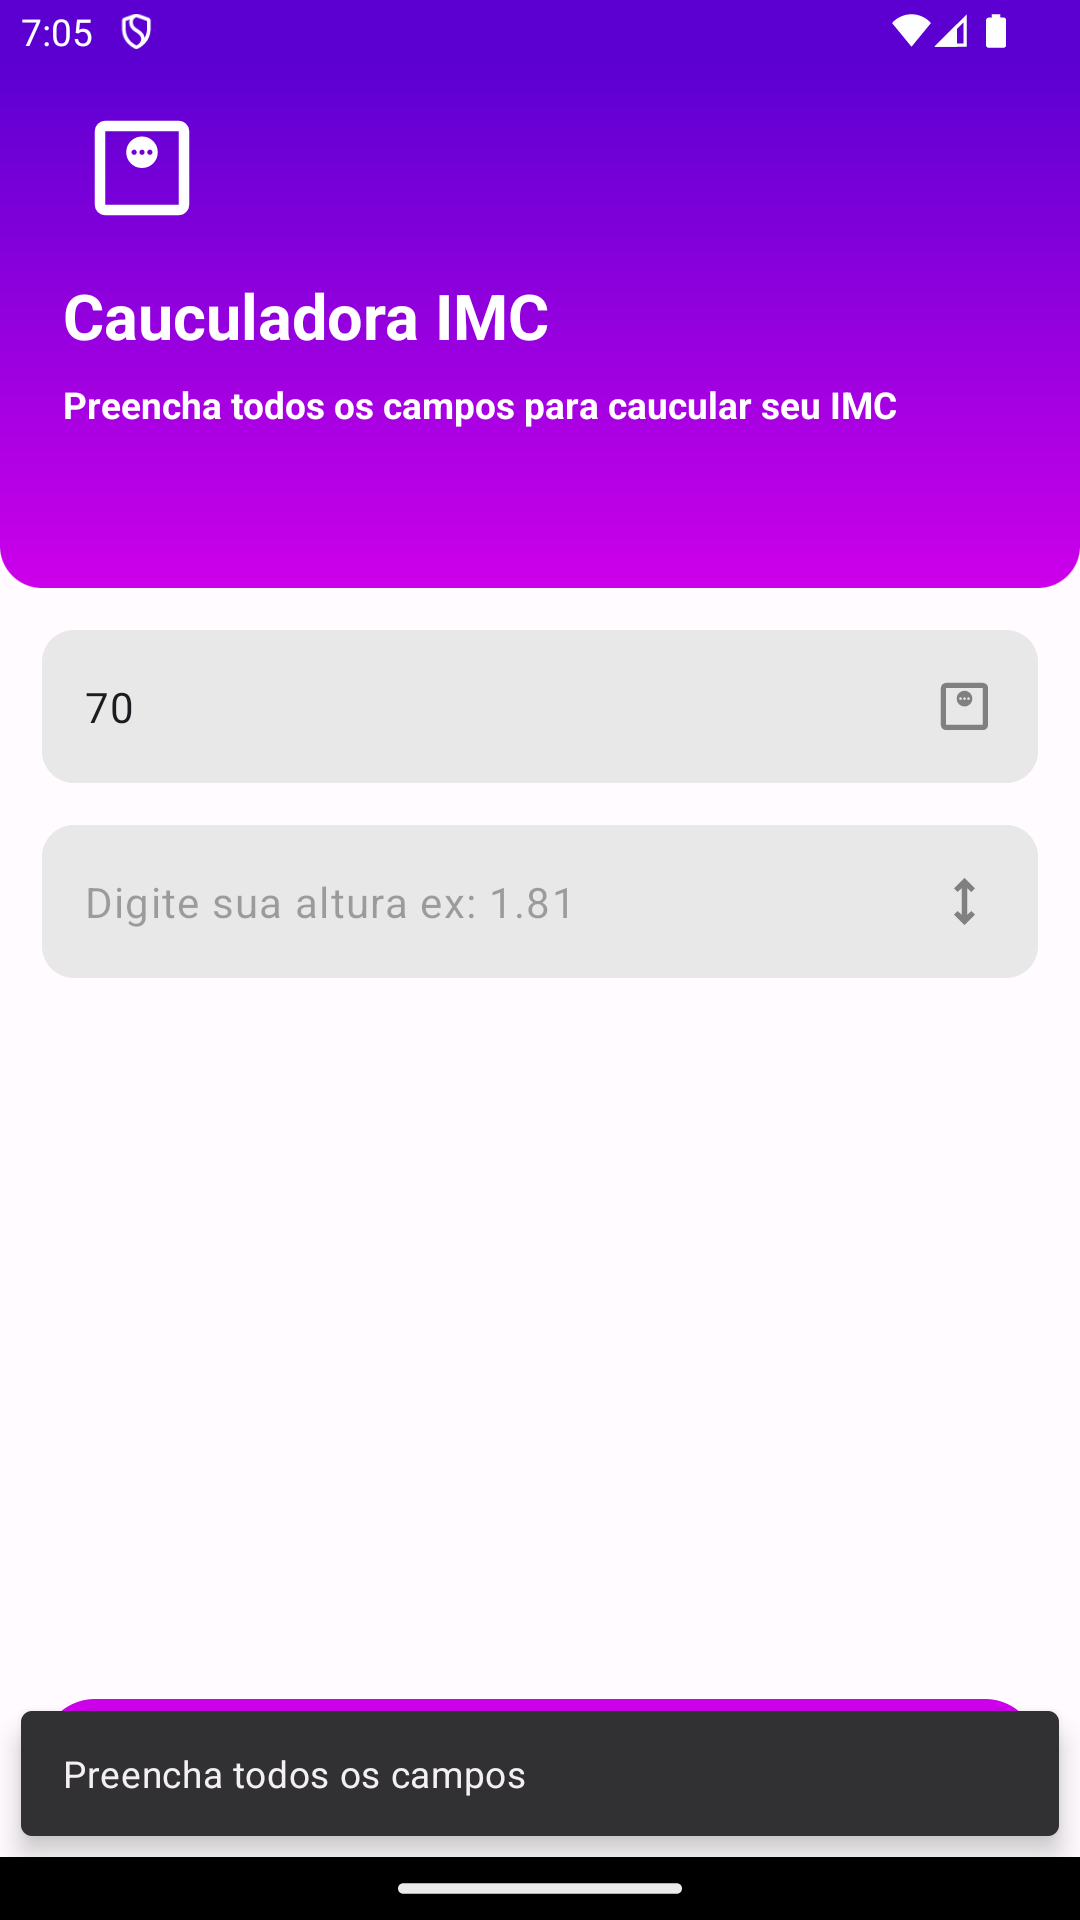 7:05
Cauculadora IMC
Preencha todos os campos para caucular seu IMC
70
Digite sua altura ex: 1.81
Preencha todos os campos